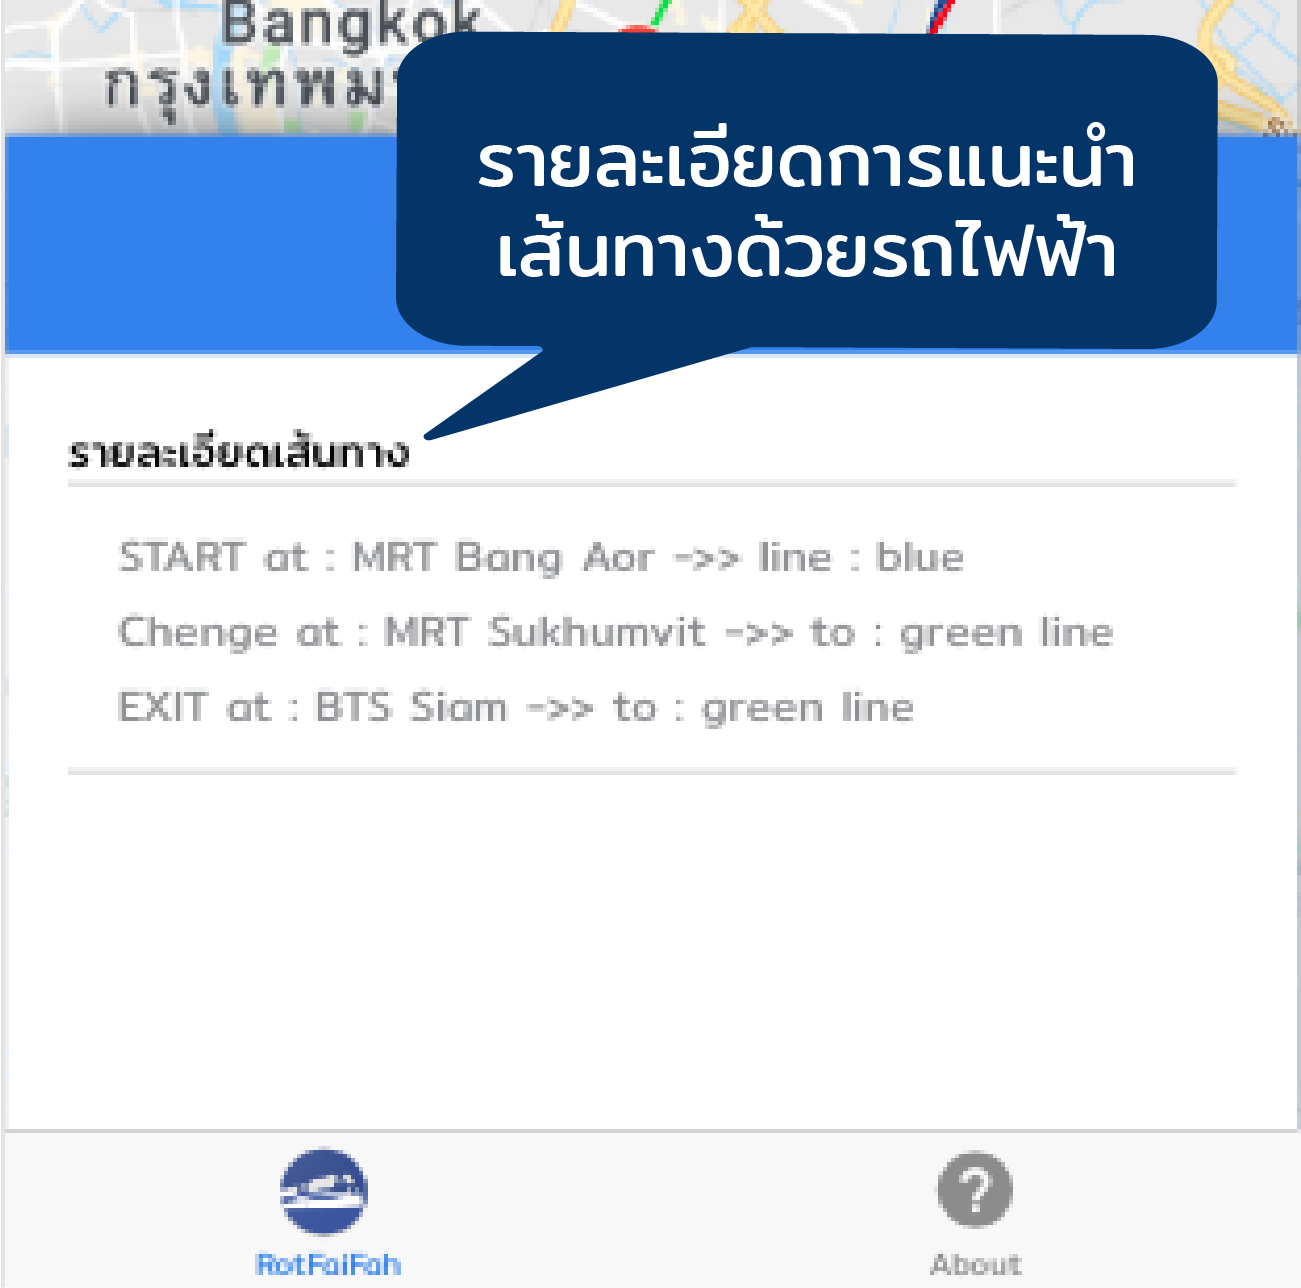 Bangkok
กรุงเทพม
รายละเอียดการแนะนำ
เส้นทางด้วยรถไฟฟ้า
รายละเอียดเส้นทาง
START at : MRT Bang Aor ->> line : blue
Chenge at : MRT Sukhumvit ->> to : green line
EXIT at : BTS Siam ->> to : green line
RotFaiFah
About